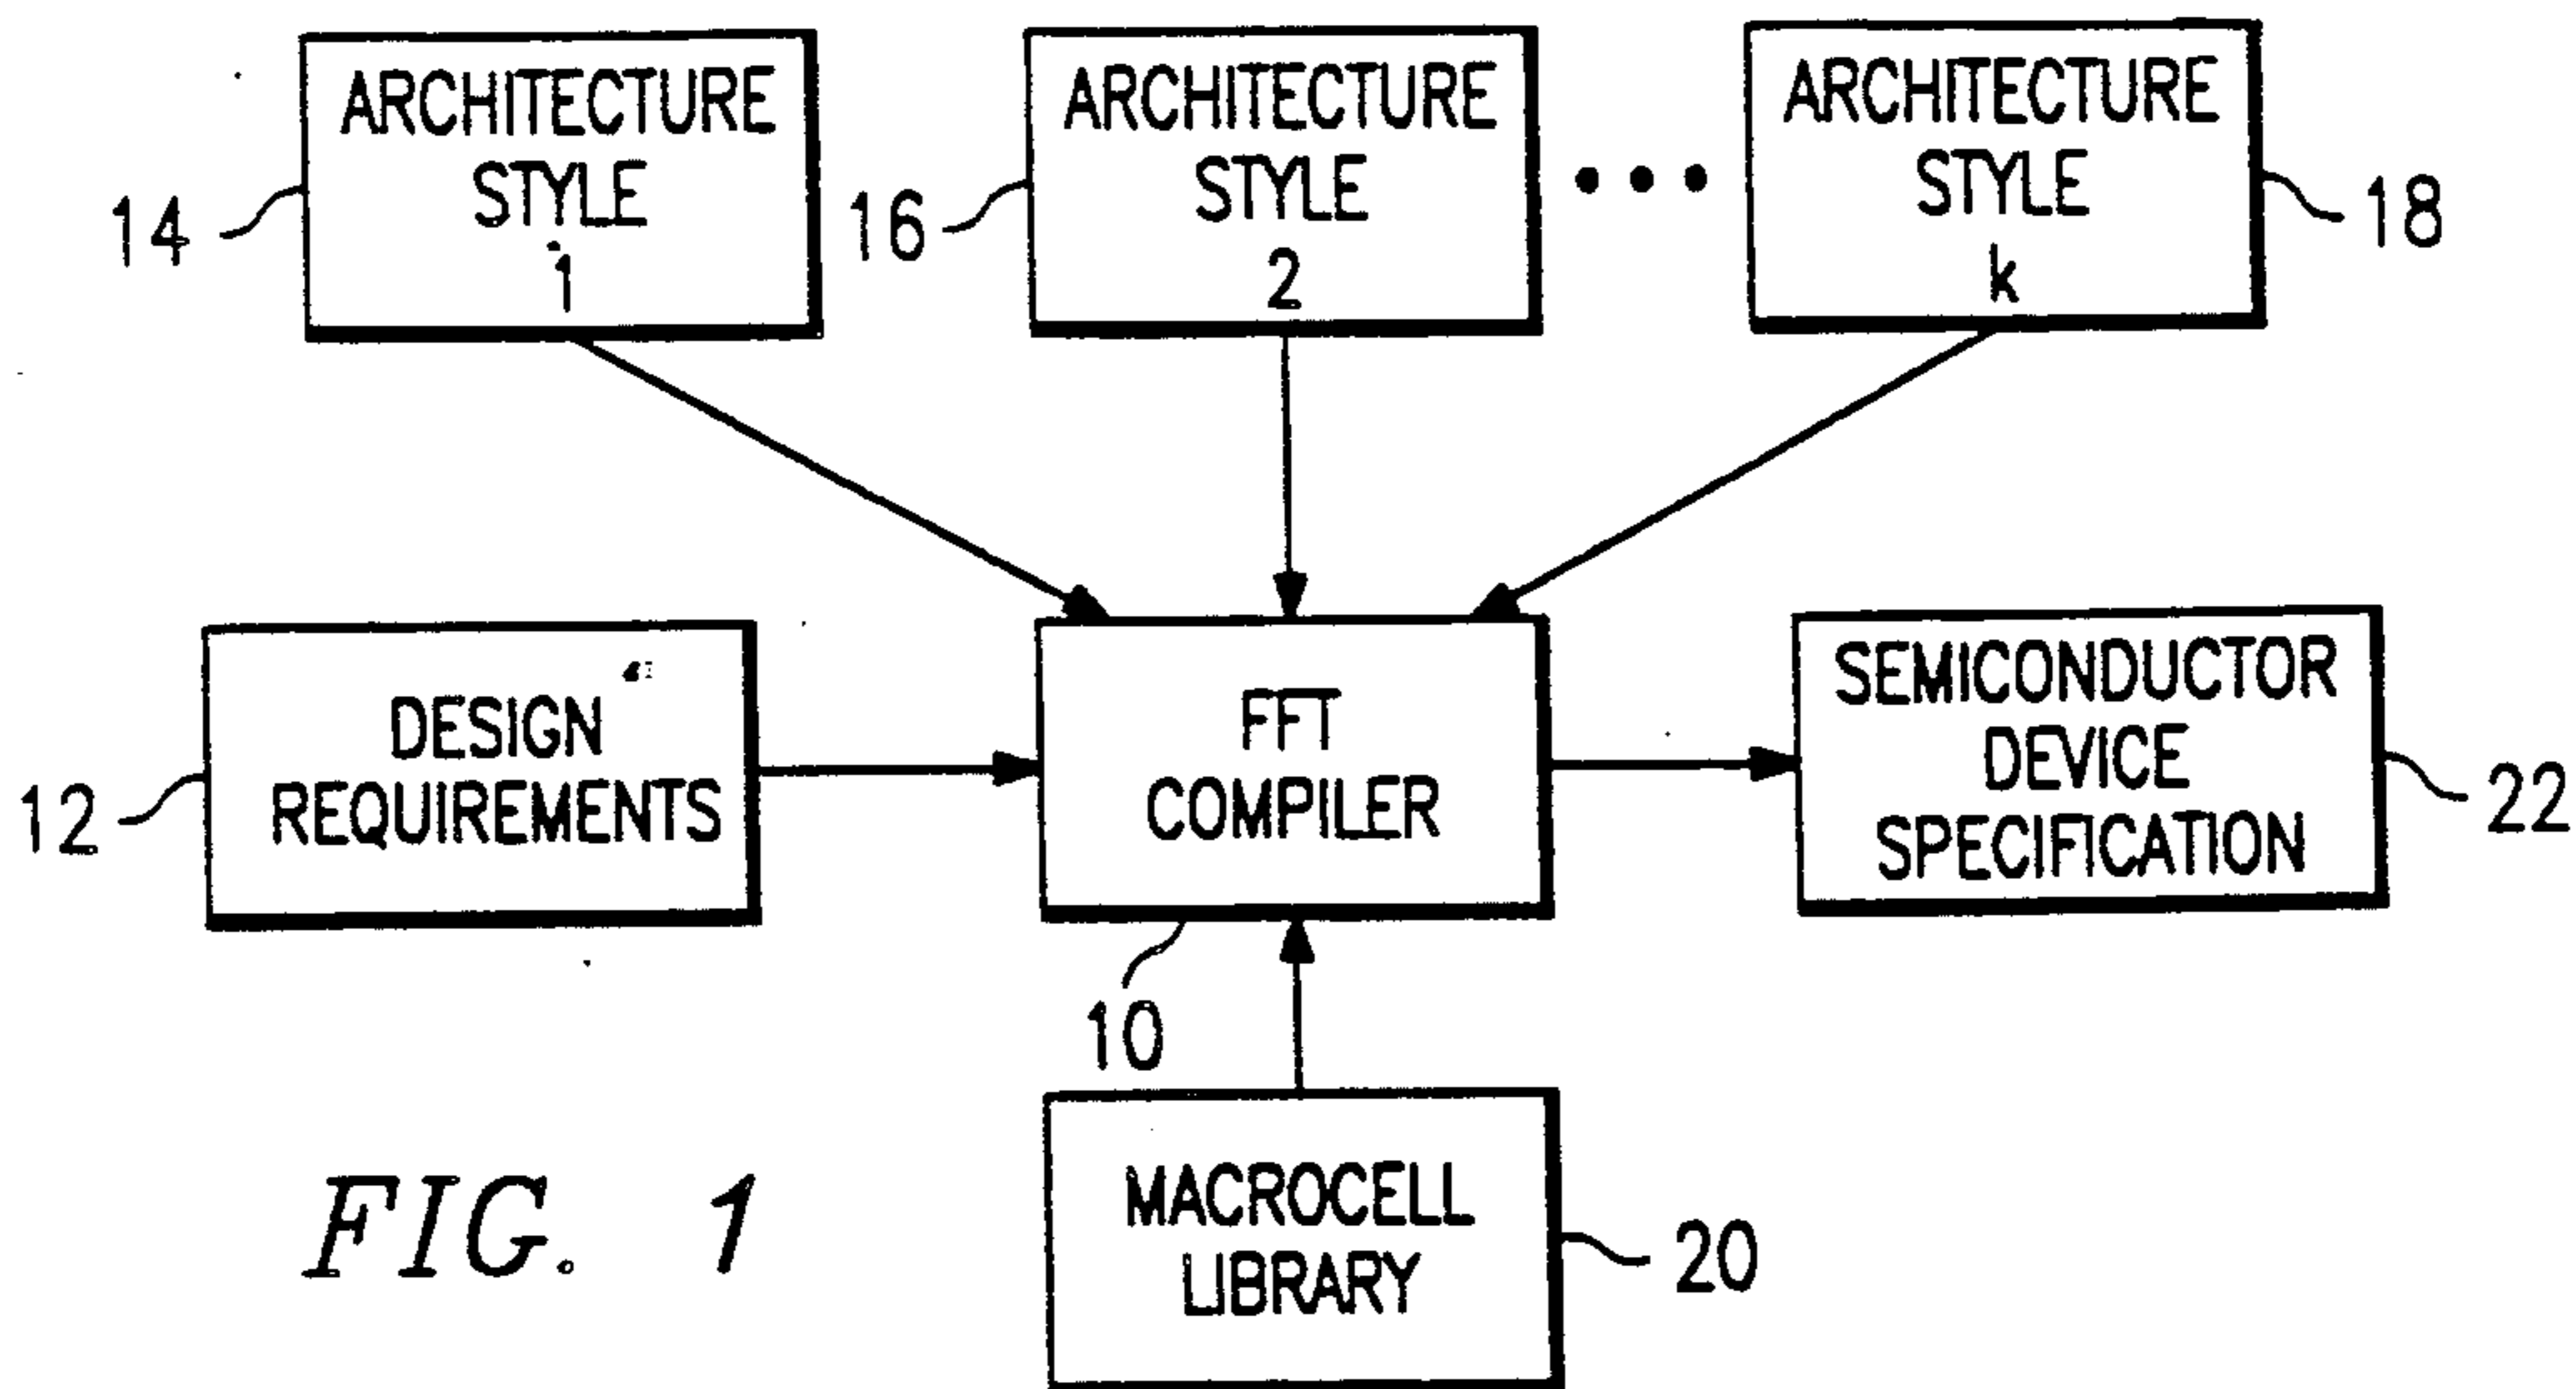 ARCHITECTURE
STYLE
1
14
ARCHITECTURE
STYLE
2
16
ARCHITECTURE
STYLE
k
18
DESIGN
REQUIREMENTS
12
FFT
COMPILER
10
SEMICONDUCTOR
DEVICE
SPECIFICATION
22
MACROCELL
LIBRARY
20
FIG. 1